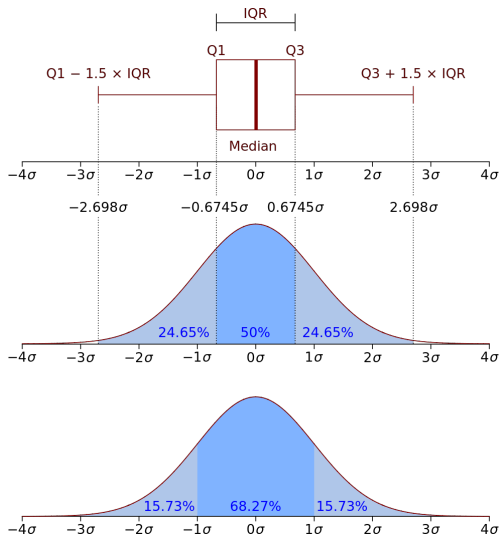 IQR
Q1 Q3
Q1 − 1.5 × IQR Q3 + 1.5 × IQR
Median
−4σ −3σ −2σ −1σ 0σ 1σ 2σ 3σ 4σ
−2.698σ −0.6745σ 0.6745σ 2.698σ
24.65% 50% 24.65%
−4σ −3σ −2σ −1σ 0σ 1σ 2σ 3σ 4σ
15.73% 68.27% 15.73%
−4σ −3σ −2σ −1σ 0σ 1σ 2σ 3σ 4σ